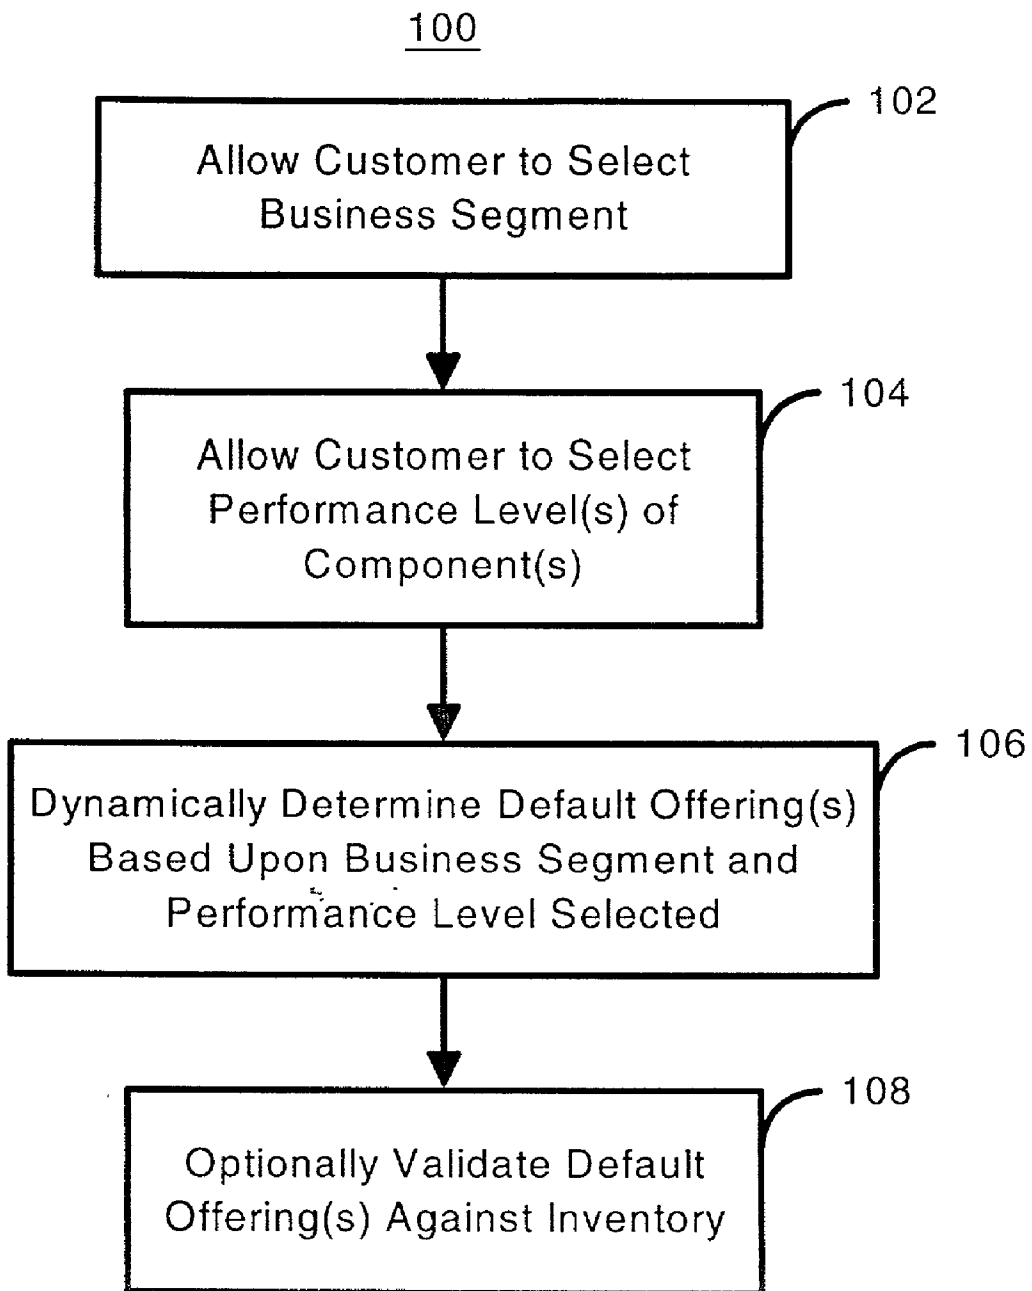 100
102
Allow Customer to Select
Business Segment
104
Allow Customer to Select
Performance Level(s) of
Component(s)
106
Dynamically Determine Default Offering(s)
Based Upon Business Segment and
Performance Level Selected
108
Optionally Validate Default
Offering(s) Against Inventory